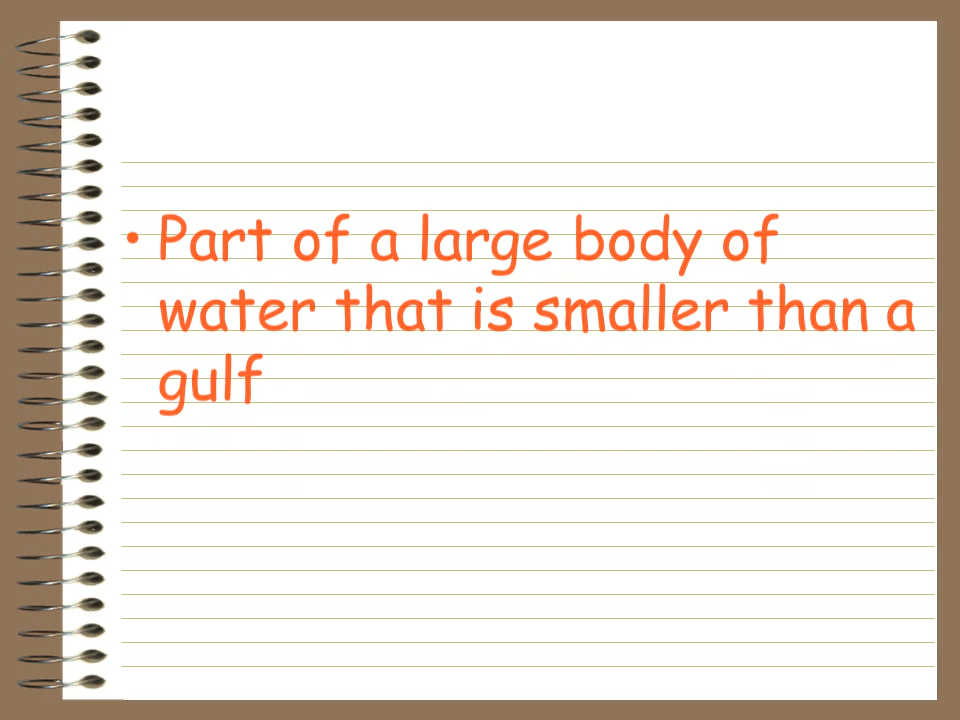 • Part of a large body of
water that is smaller than a
gulf